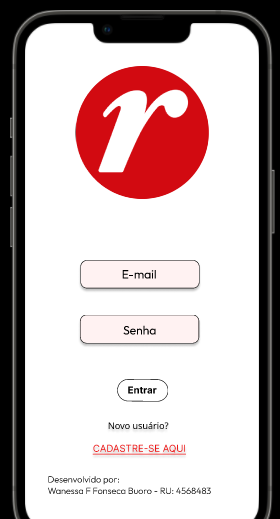 r
E-mail
Senha
Entrar
Novo usuário?
CADASTRE-SE AQUI
Desenvolvido por:
Wanessa F Fonseca Buoro - RU: 4568483